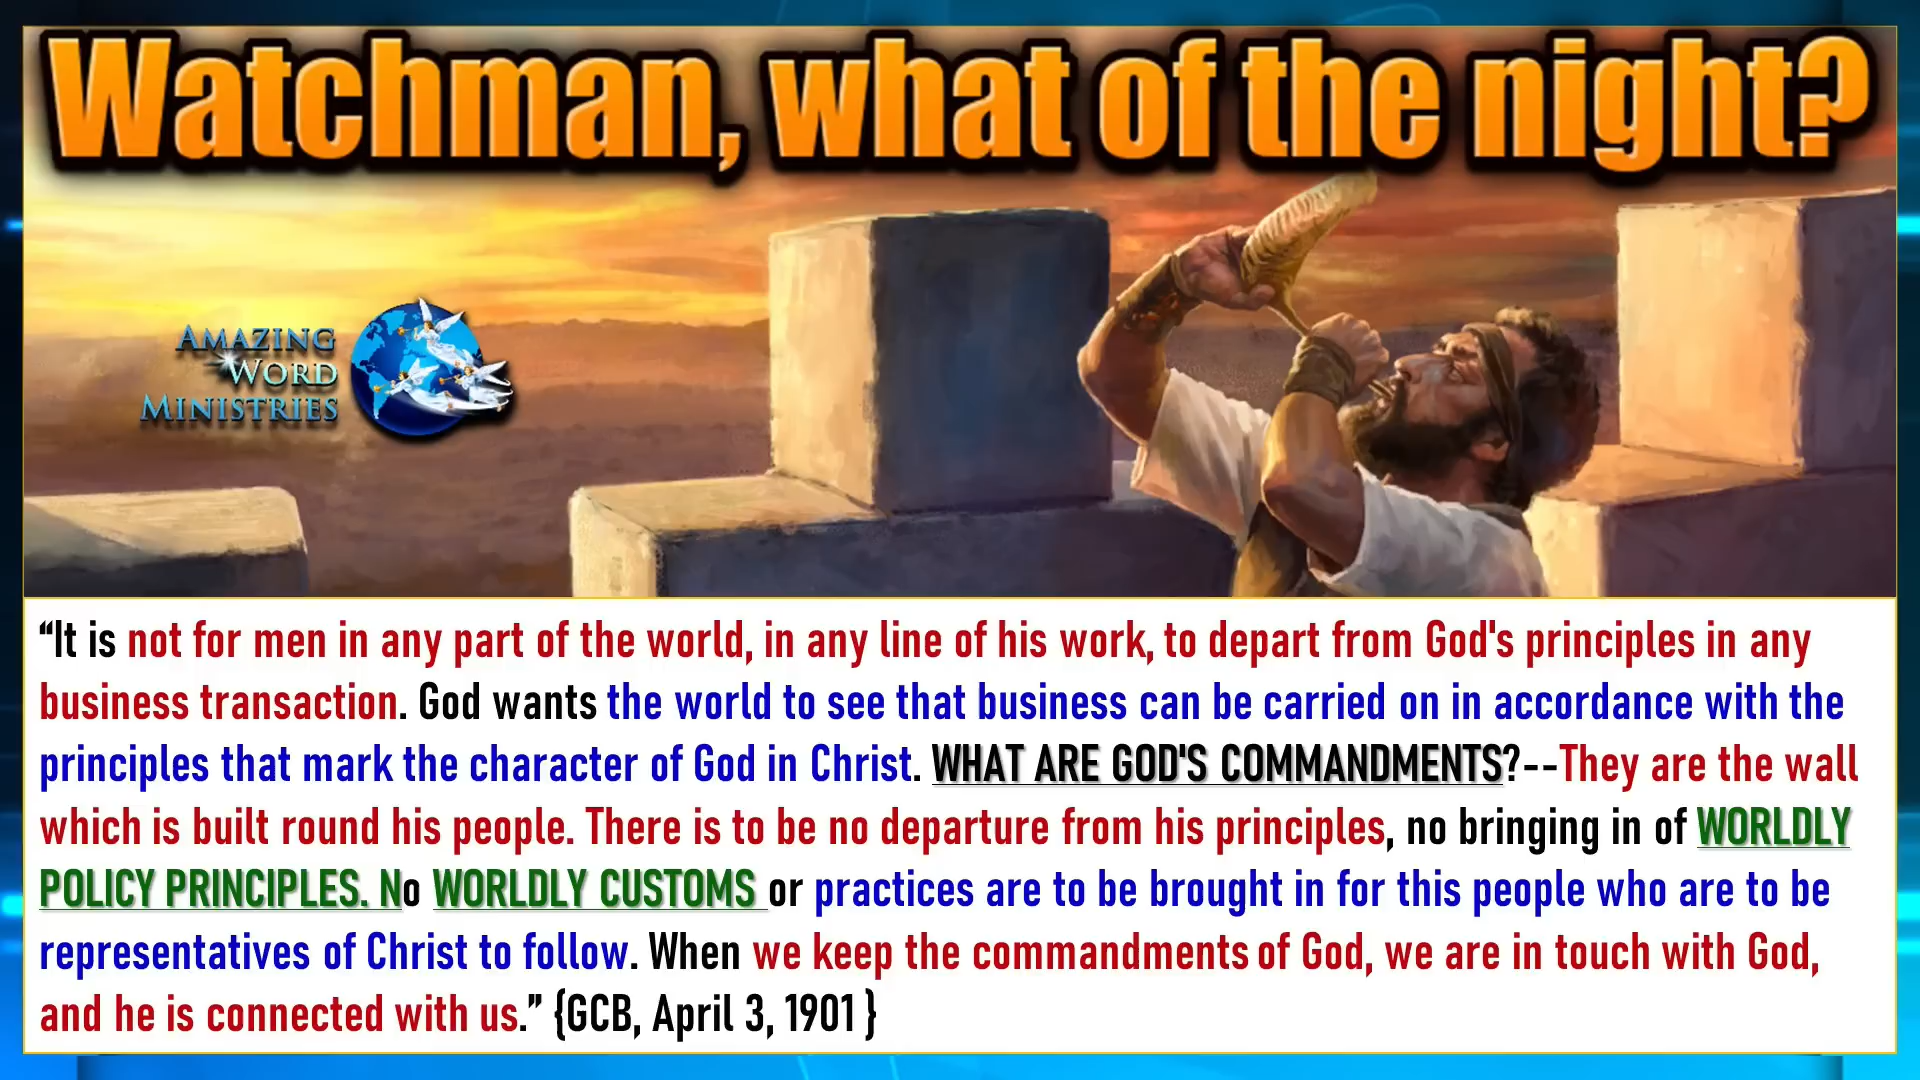 Watchman, what of the night?
AMAZING
WORD
MINISTRIES
“It is not for men in any part of the world, in any line of his work, to depart from God's principles in any
business transaction. God wants the world to see that business can be carried on in accordance with the
principles that mark the character of God in Christ. WHAT ARE GOD'S COMMANDMENTS?--They are the wall
which is built round his people. There is to be no departure from his principles, no bringing in of WORLDLY
POLICY PRINCIPLES. No WORLDLY CUSTOMS or practices are to be brought in for this people who are to be
representatives of Christ to follow. When we keep the commandments of God, we are in touch with God,
and he is connected with us.” {GCB, April 3, 1901 }